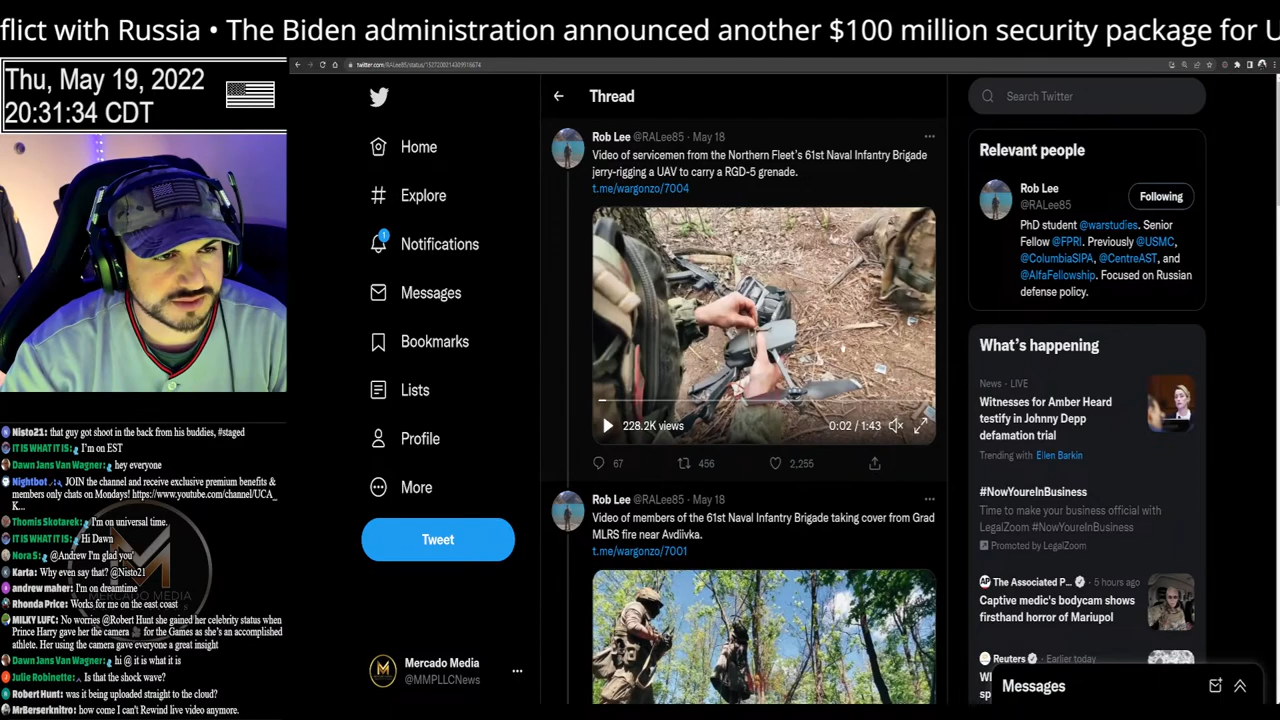 flict with Russia • The Biden administration announced another $100 million security package for U
Thu, May 19, 2022
20:31:34 CDT
Nisto21: that guy got shoot in the back from his buddies, #staged
IT IS WHAT IT IS: I'm on EST
Dawn Jans Van Wagner: hey everyone
Nightbot: JOIN the channel and receive exclusive premium benefits &
members only chats on Mondays! https://www.youtube.com/channel/UCA_
K...
Thomis Skotarek: I'm on universal time.
IT IS WHAT IT IS: Hi Dawn
Nora S: @Andrew I'm glad you'
Karta: Why even say that? @Nisto21
andrew maher: I'm on dreamtime
Rhonda Price: Works for me on the east coast
MILKY LUFC: No worries @Robert Hunt she gained her celebrity status when
Prince Harry gave her the camera for the Games as she's an accomplished
athlete. Her using the camera gave everyone a great insight
Dawn Jans Van Wagner: hi @ it is what it is
Julie Robinette: Is that the shock wave?
Robert Hunt: was it being uploaded straight to the cloud?
MrBerserknitro: how come I can't Rewind live video anymore.
MERCADO MEDIA
Home
Explore
1
Notifications
Messages
Bookmarks
Lists
Profile
More
Tweet
Mercado Media
@MMPLLCNews
Thread
Rob Lee @RALee85 · May 18
Video of servicemen from the Northern Fleet's 61st Naval Infantry Brigade
jerry-rigging a UAV to carry a RGD-5 grenade.
t.me/wargonzo/7004
228.2K views
0:02 / 1:43
67
456
2,255
Rob Lee @RALee85 · May 18
Video of members of the 61st Naval Infantry Brigade taking cover from Grad
MLRS fire near Avdiivka.
t.me/wargonzo/7001
Search Twitter
Relevant people
Rob Lee
@RALee85
Following
PhD student @warstudies. Senior
Fellow @FPRI. Previously @USMC,
@ColumbiaSIPA, @CentreAST, and
@AlfaFellowship. Focused on Russian
defense policy.
What's happening
News · LIVE
Witnesses for Amber Heard
testify in Johnny Depp
defamation trial
Trending with Ellen Barkin
#NowYoureInBusiness
Time to make your business official with
LegalZoom #NowYoureInBusiness
Promoted by LegalZoom
The Associated P... · 5 hours ago
Captive medic's bodycam shows
firsthand horror of Mariupol
Reuters · Earlier today
Messages